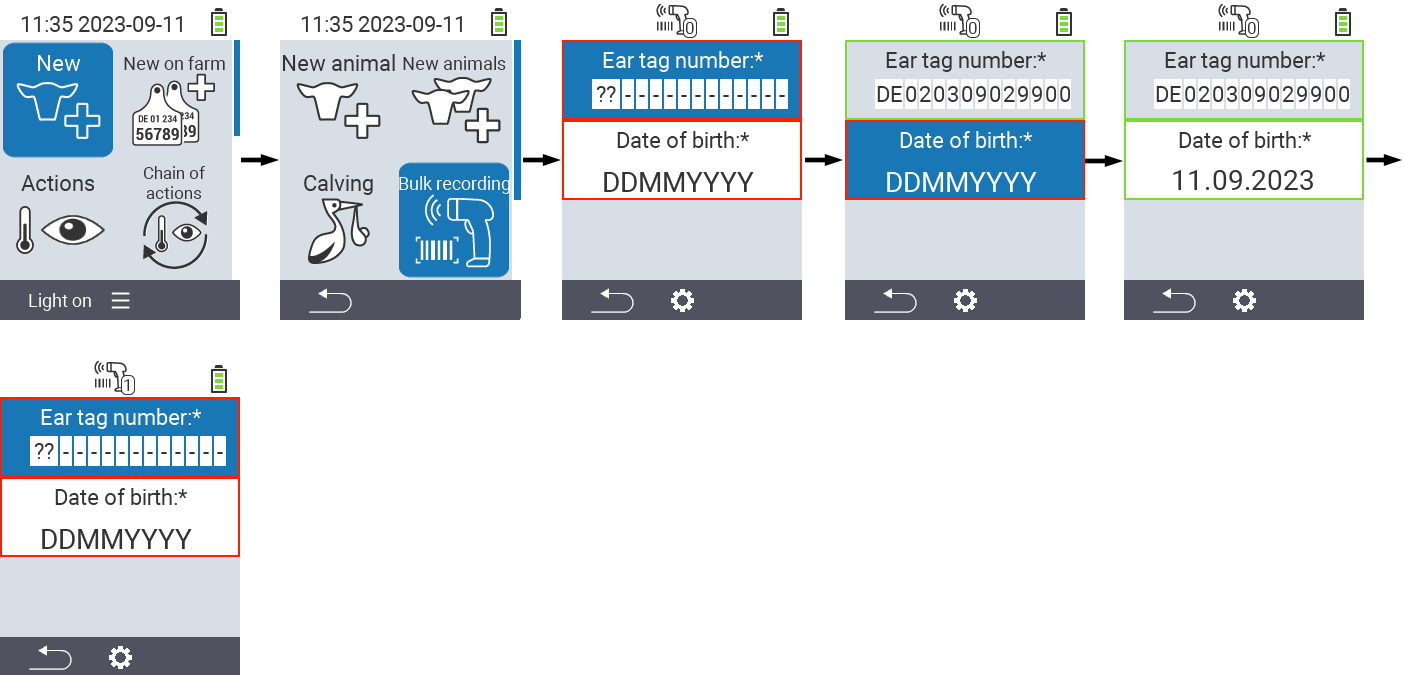 11:35 2023-09-11
New
New on farm
DE 01 234
234
56789
89
Actions
Chain of
actions
Light on
11:35 2023-09-11
New animal
New animals
Calving
Bulk recording
0
Ear tag number:*
??------------
Date of birth:*
DDMMYYYY
0
Ear tag number:*
DE020309029900
Date of birth:*
DDMMYYYY
0
Ear tag number:*
DE020309029900
Date of birth:*
11.09.2023
1
Ear tag number:*
??------------
Date of birth:*
DDMMYYYY